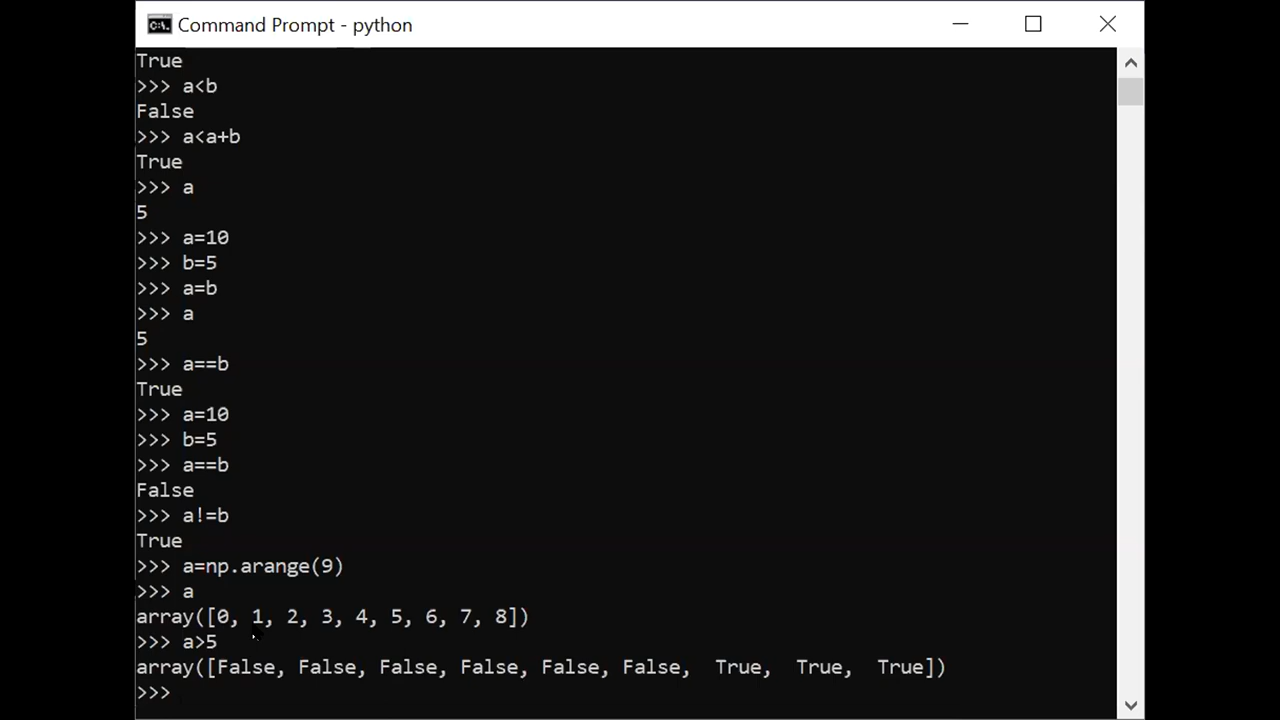 Command Prompt - python
True
>>> a<b
False
>>> a<a+b
True
>>> a
5
>>> a=10
>>> b=5
>>> a=b
>>> a
5
>>> a==b
True
>>> a=10
>>> b=5
>>> a==b
False
>>> a!=b
True
>>> a=np.arange(9)
>>> a
array([0, 1, 2, 3, 4, 5, 6, 7, 8])
>>> a>5
array([False, False, False, False, False, False,  True,  True,  True])
>>>